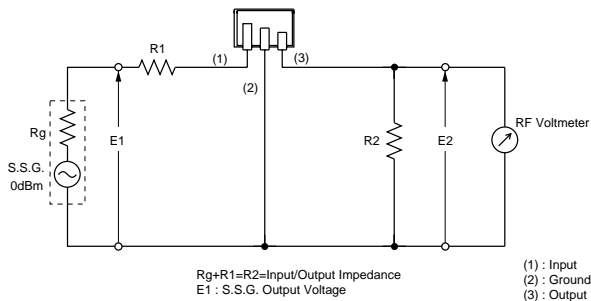 R1
(1)
(2)
(3)
Rg
S.S.G.
0dBm
E1
R2
E2
RF Voltmeter
Rg+R1=R2=Input/Output Impedance
E1 : S.S.G. Output Voltage
(1) : Input
(2) : Ground
(3) : Output